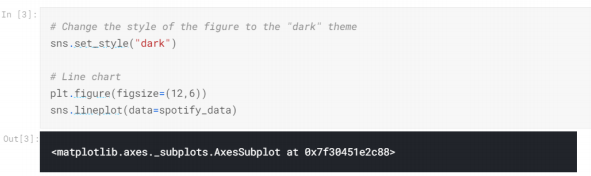 In [3]:
# Change the style of the figure to the "dark" theme
sns.set_style("dark")
# Line chart
plt.figure(figsize=(12,6))
sns.lineplot(data=spotify_data)
Out[3]:
<matplotlib.axes._subplots.AxesSubplot at 0x7f30451e2c88>